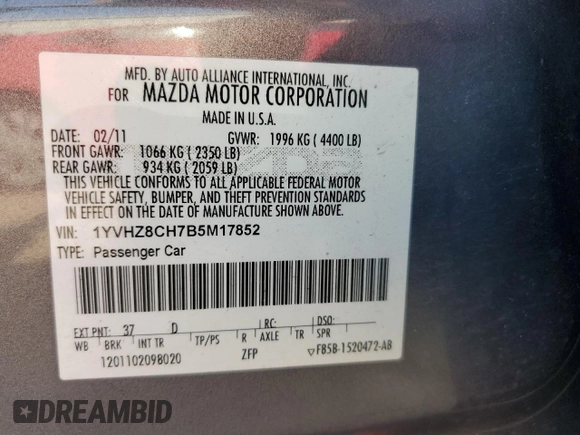 MFD. BY AUTO ALLIANCE INTERNATIONAL, INC.
FOR MAZDA MOTOR CORPORATION
MADE IN U.S.A.
DATE: 02/11 GVWR: 1996 KG ( 4400 LB)
FRONT GAWR: 1066 KG ( 2350 LB)
REAR GAWR: 934 KG ( 2059 LB)
THIS VEHICLE CONFORMS TO ALL APPLICABLE FEDERAL MOTOR
VEHICLE SAFETY, BUMPER, AND THEFT PREVENTION STANDARDS
IN EFFECT ON THE DATE OF MANUFACTURE SHOWN ABOVE.
VIN: 1YVHZ8CH7B5M17852
TYPE: Passenger Car
EXT PNT: 37 D RC: DSO:
WB BRK INT TR TP/PS R AXLE TR SPR
1201102098020 ZFP ▽F85B-1520472-AB
DREAMBID